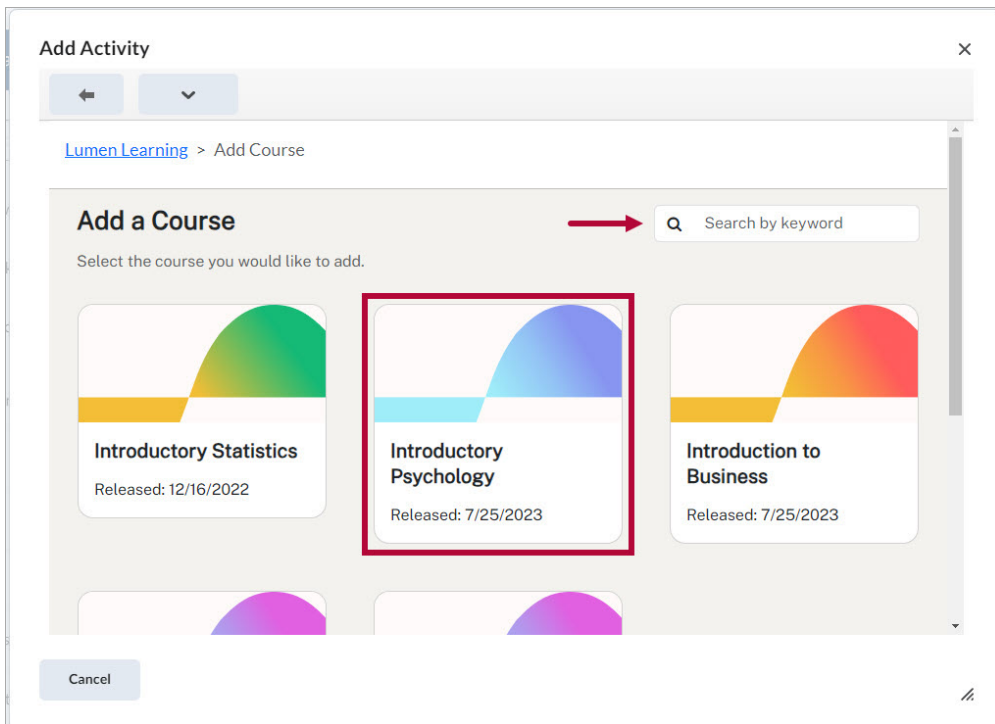 Add Activity
Lumen Learning > Add Course
Add a Course
Search by keyword
Select the course you would like to add.
Introductory Statistics
Released: 12/16/2022
Introductory
Psychology
Released: 7/25/2023
Introduction to
Business
Released: 7/25/2023
Cancel